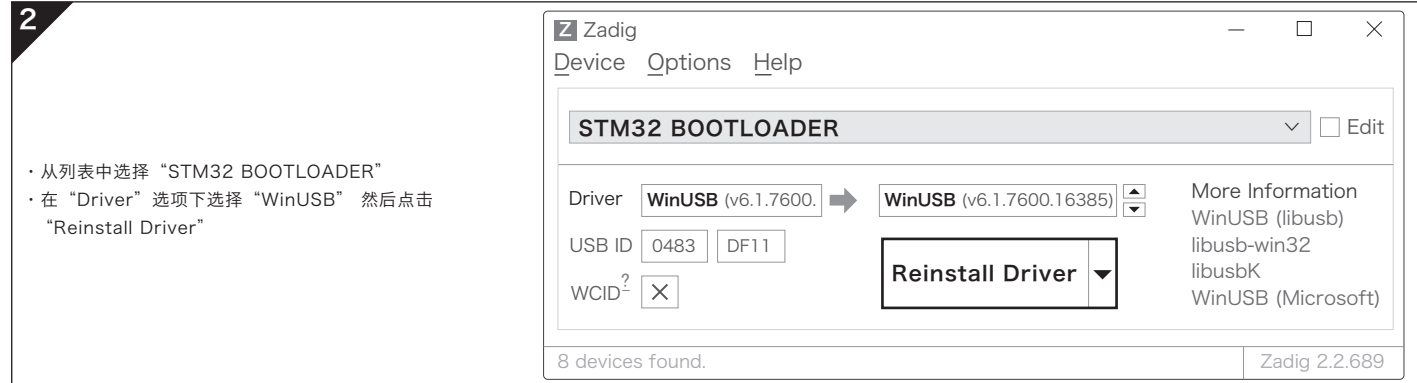 2
Z Zadig
Device Options Help
STM32 BOOTLOADER
Edit
·从列表中选择“STM32 BOOTLOADER”
·在“Driver”选项下选择“WinUSB” 然后点击
“Reinstall Driver”
Driver WinUSB (v6.1.7600. WinUSB (v6.1.7600.16385)
USB ID 0483 DF11
WCID?
Reinstall Driver
More Information
WinUSB (libusb)
libusb-win32
libusbK
WinUSB (Microsoft)
8 devices found.
Zadig 2.2.689